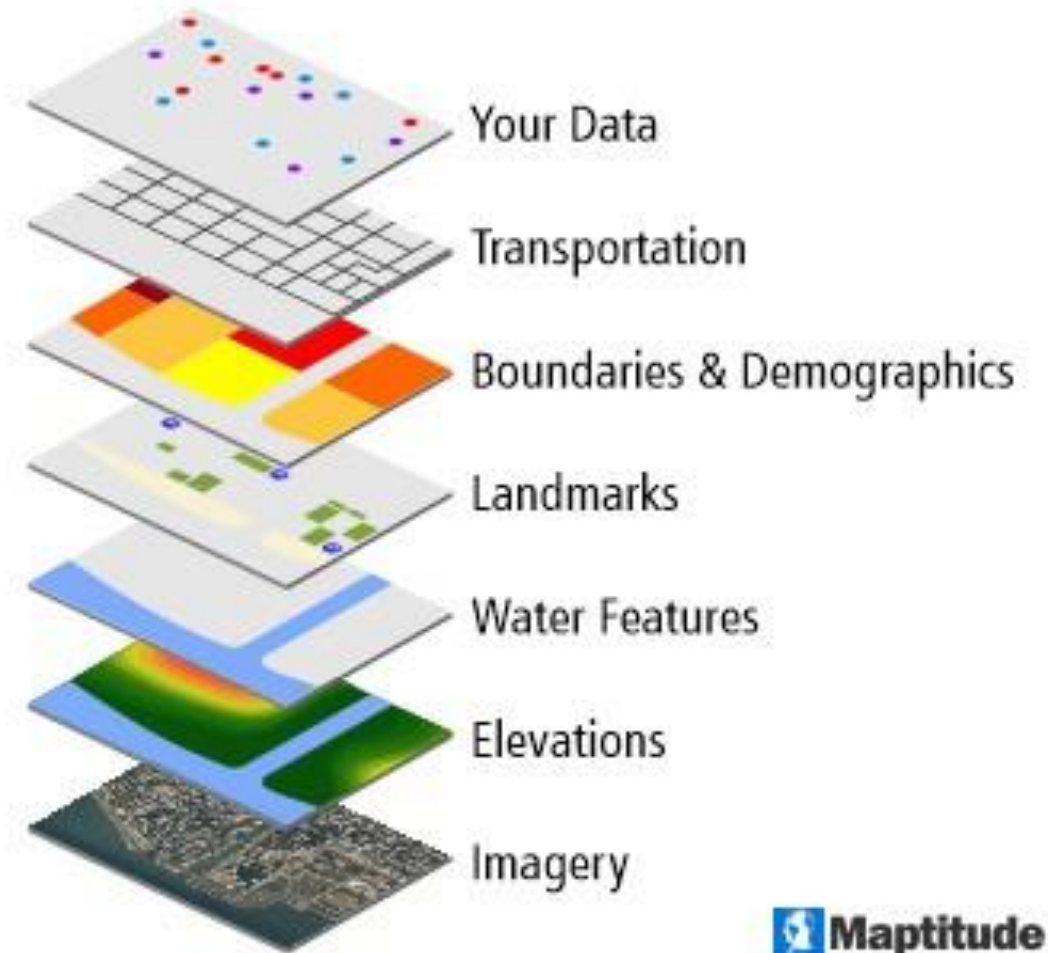 Your Data
Transportation
Boundaries & Demographics
Landmarks
Water Features
Elevations
Imagery
Maptitude